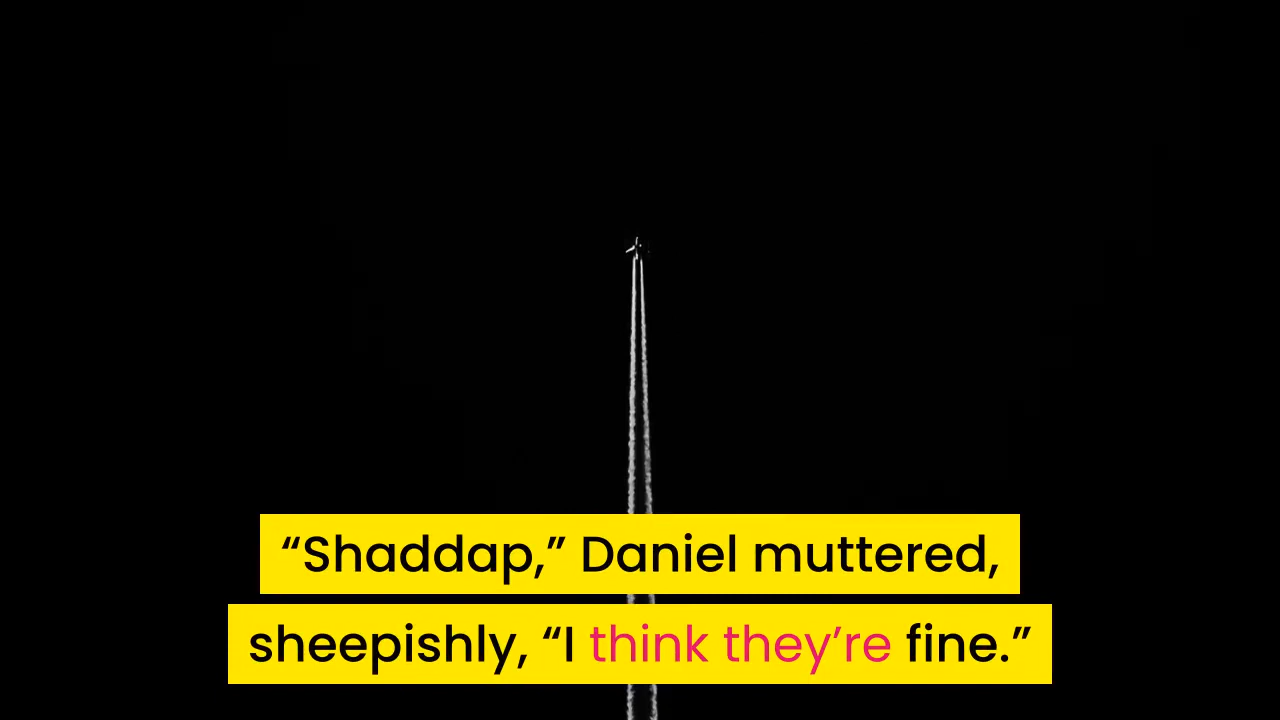 “Shaddap,” Daniel muttered,
sheepishly, “I think they’re fine.”